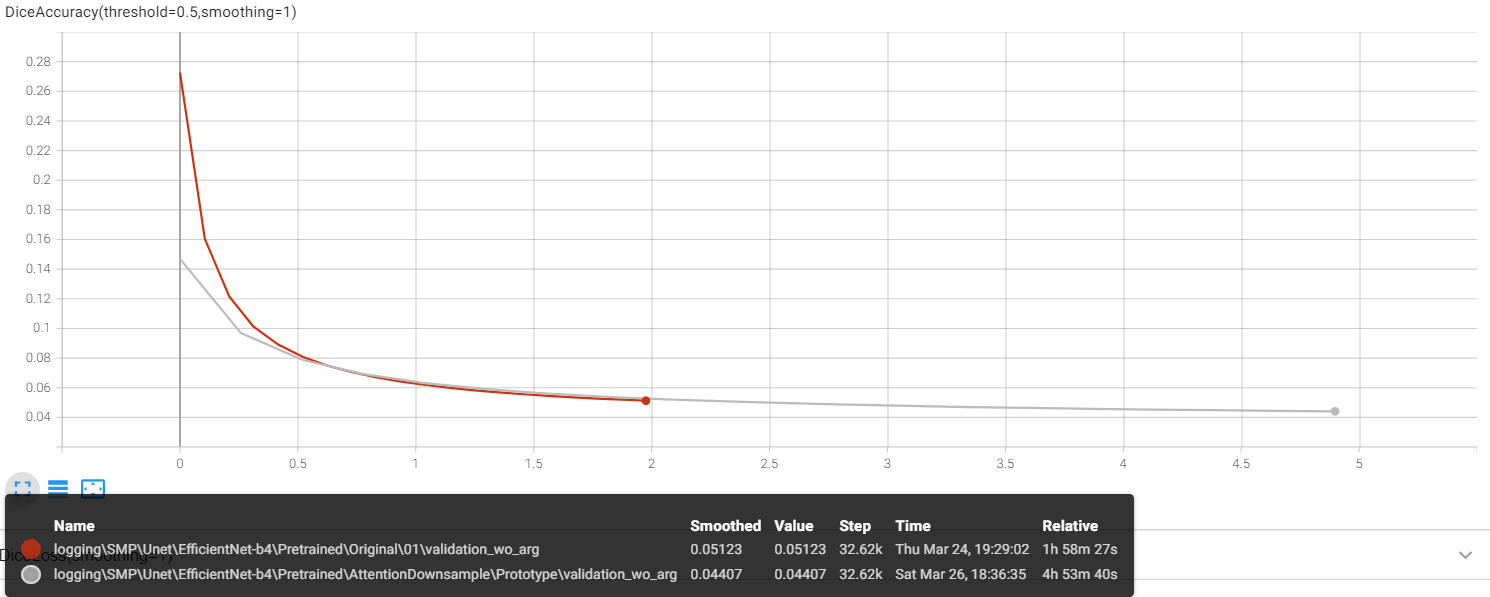 DiceAccuracy(threshold=0.5,smoothing=1)
0.28
0.26
0.24
0.22
0.2
0.18
0.16
0.14
0.12
0.1
0.08
0.06
0.04
0 0.5 1 1.5 2 2.5 3 3.5 4 4.5 5
Name Smoothed Value Step Time Relative
logging\SMP\Unet\EfficientNet-b4\Pretrained\Original\01\validation_wo_arg 0.05123 0.05123 32.62k Thu Mar 24, 19:29:02 1h 58m 27s
DiceLoss(smoothing=1)
logging\SMP\Unet\EfficientNet-b4\Pretrained\AttentionDownsample\Prototype\validation_wo_arg 0.04407 0.04407 32.62k Sat Mar 26, 18:36:35 4h 53m 40s